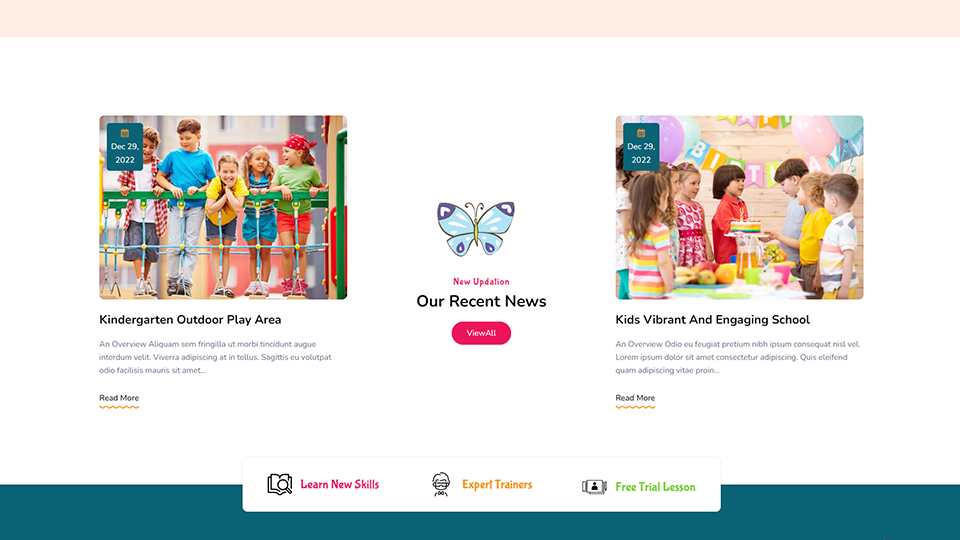 Dec 29,
2022
Kindergarten Outdoor Play Area
An Overview Aliquam sem fringilla ut morbi tincidunt augue
interdum velit. Viverra adipiscing at in tellus. Sagittis eu volutpat
odio facilisis mauris sit amet...
Read More
New Updation
Our Recent News
ViewAll
Dec 29,
2022
Kids Vibrant And Engaging School
An Overview Odio eu feugiat pretium nibh ipsum consequat nisl vel.
Lorem ipsum dolor sit amet consectetur adipiscing. Quis eleifend
quam adipiscing vitae proin...
Read More
Learn New Skills
Expert Trainers
Free Trial Lesson